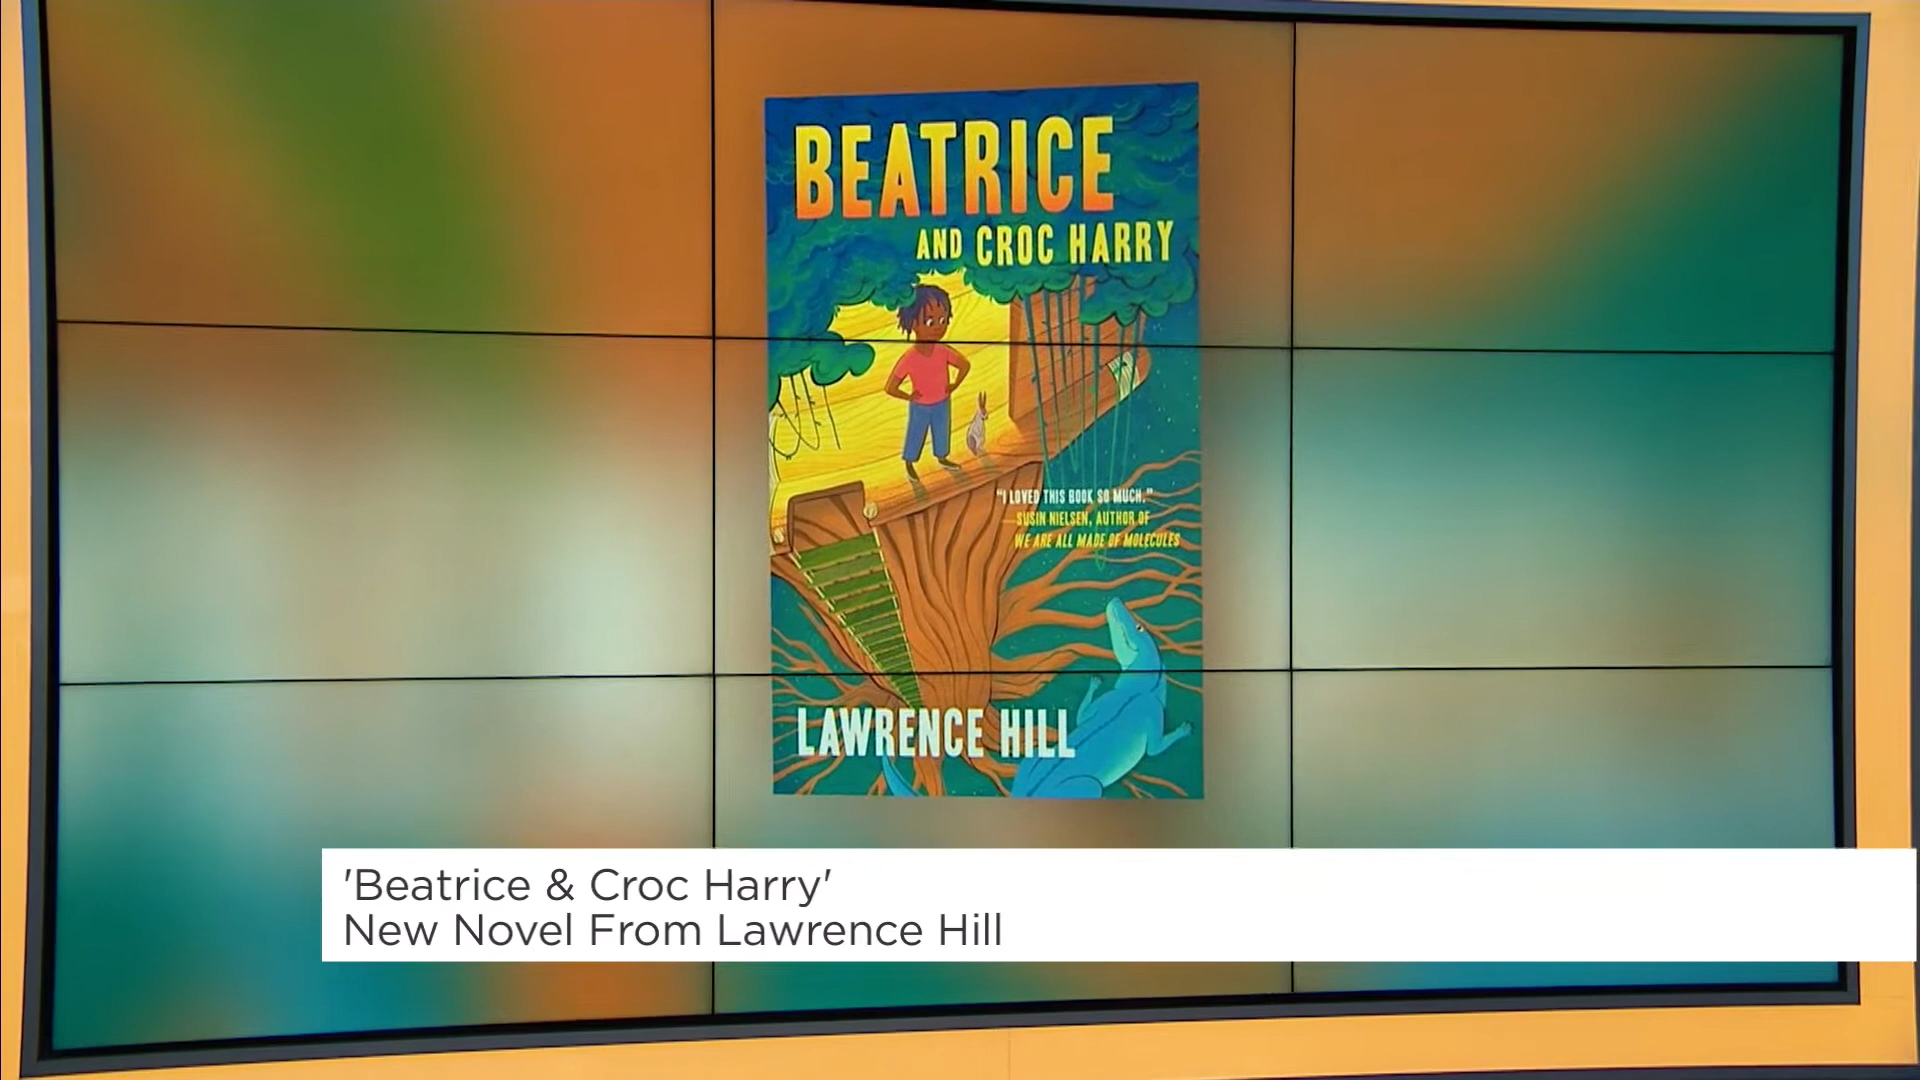 BEATRICE
AND CROC HARRY
"I LOVED THIS BOOK SO MUCH."
—SUSIN NIELSEN, AUTHOR OF
WE ARE ALL MADE OF MOLECULES
LAWRENCE HILL
'Beatrice & Croc Harry'
New Novel From Lawrence Hill